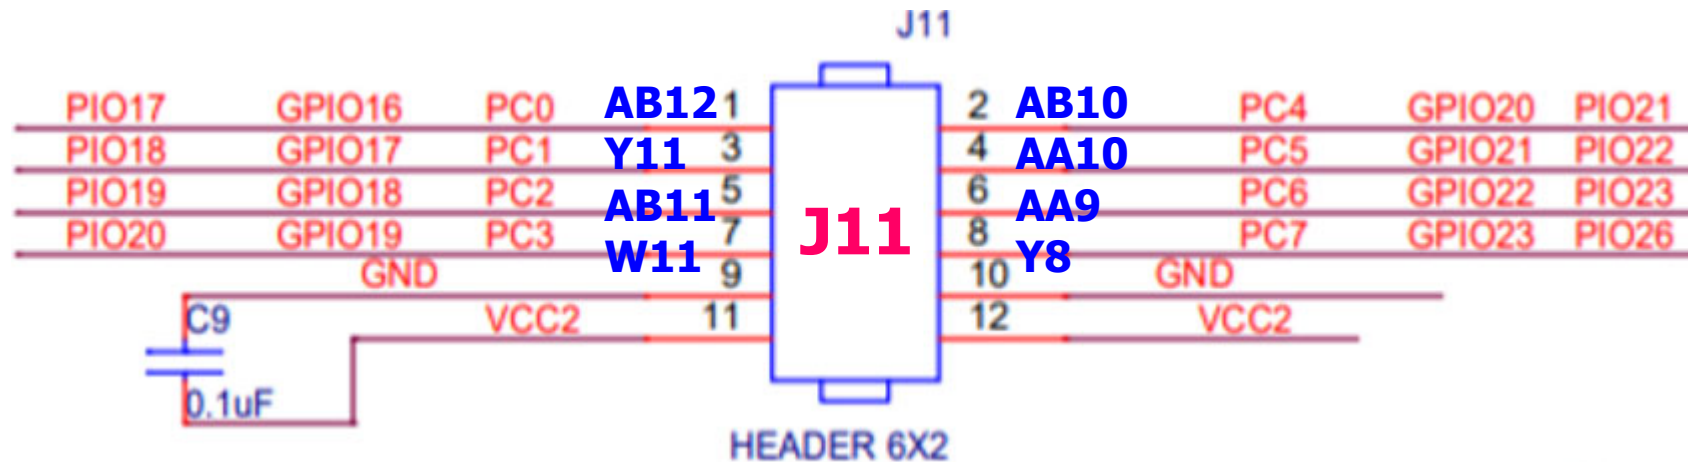 J11
PIO17 GPIO16 PC0 AB12 1 2 AB10 PC4 GPIO20 PIO21
PIO18 GPIO17 PC1 Y11 3 4 AA10 PC5 GPIO21 PIO22
PIO19 GPIO18 PC2 AB11 5 6 AA9 PC6 GPIO22 PIO23
J11
PIO20 GPIO19 PC3 W11 7 8 Y8 PC7 GPIO23 PIO26
GND 9 10 GND
C9 VCC2 11 12 VCC2
0.1uF
HEADER 6X2